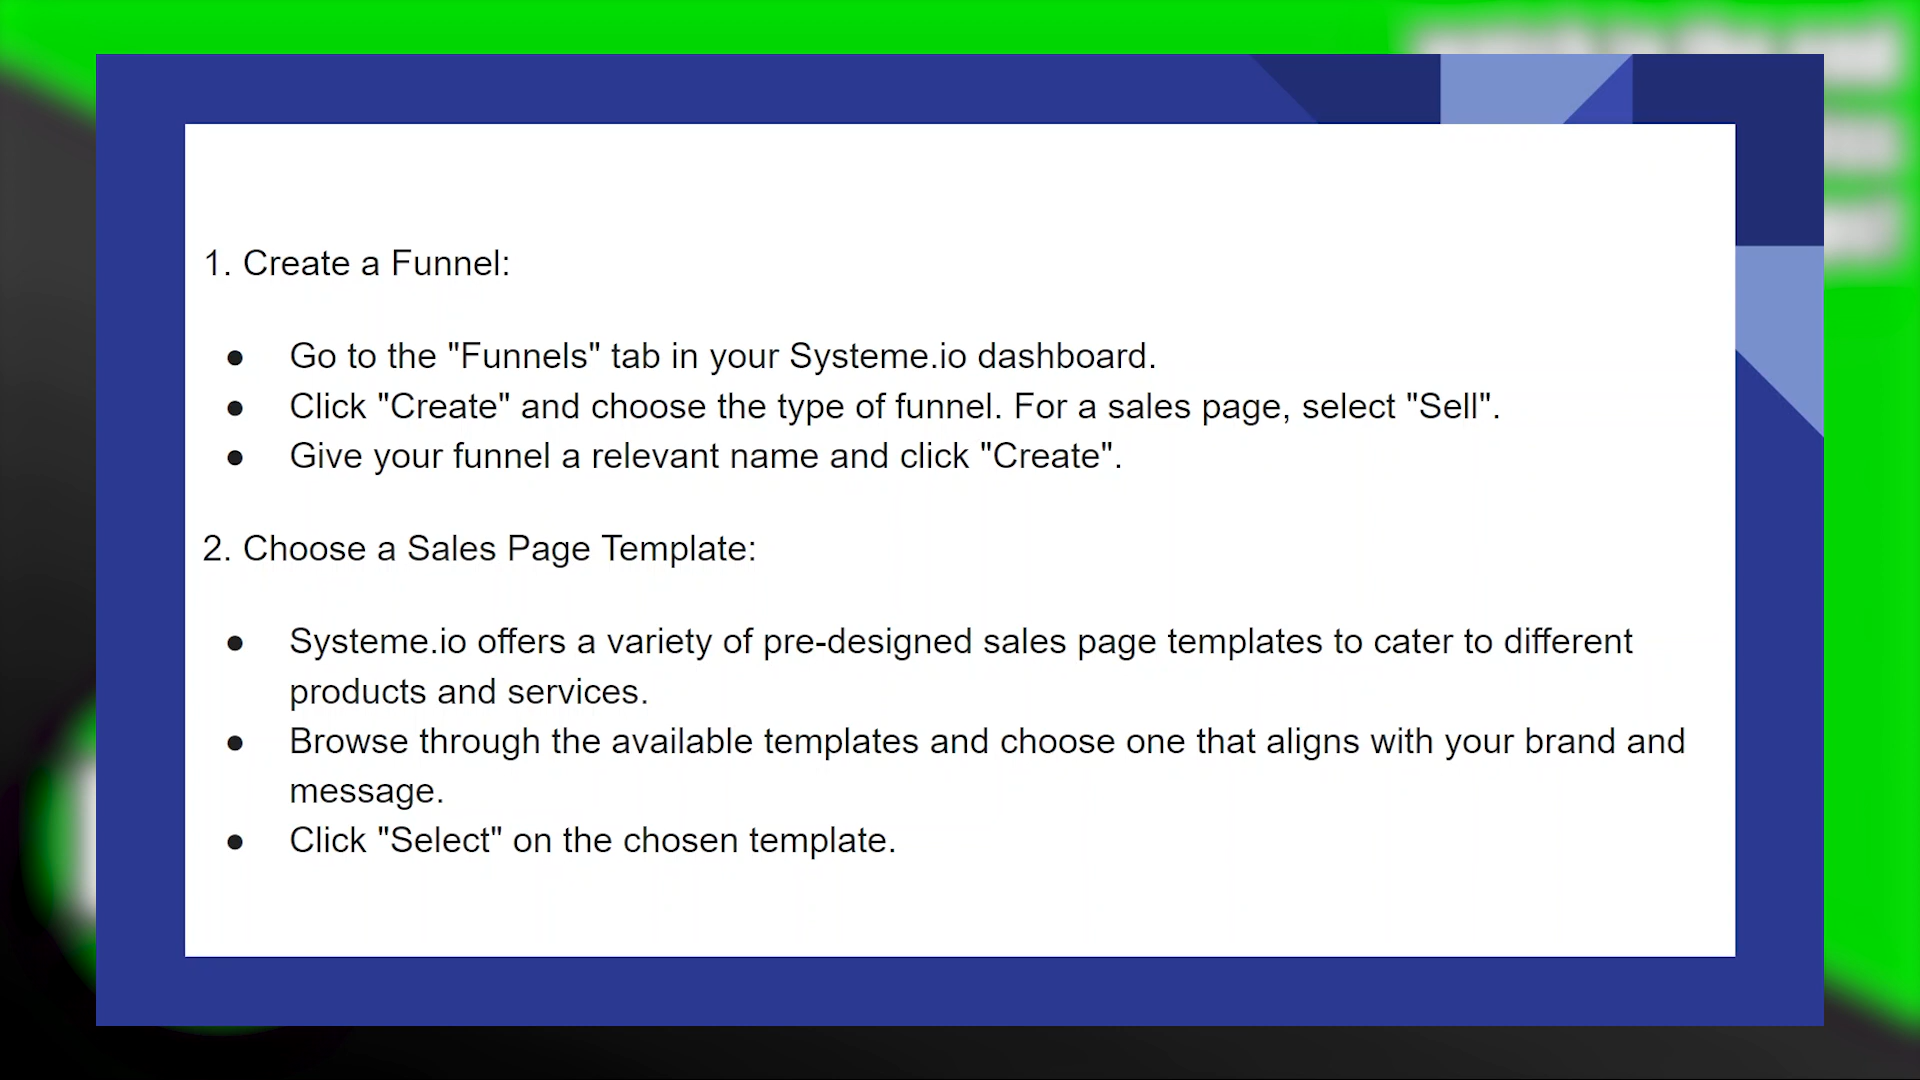 1. Create a Funnel:
● Go to the "Funnels" tab in your Systeme.io dashboard.
● Click "Create" and choose the type of funnel. For a sales page, select "Sell".
● Give your funnel a relevant name and click "Create".
2. Choose a Sales Page Template:
● Systeme.io offers a variety of pre-designed sales page templates to cater to different
products and services.
● Browse through the available templates and choose one that aligns with your brand and
message.
● Click "Select" on the chosen template.